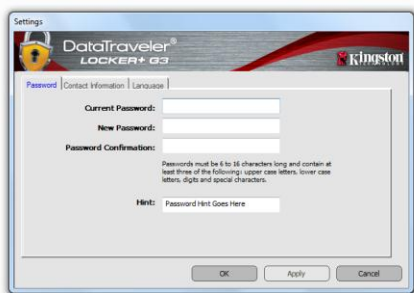 Settings
DataTraveler®
LOCKER+ G3
Kingston
Password Contact Information Language
Current Password:
New Password:
Password Confirmation:
Passwords must be 6 to 16 characters long and contain at
least three of the following: upper case letters, lower case
letters, digits and special characters.
Hint: Password Hint Goes Here
OK Apply Cancel